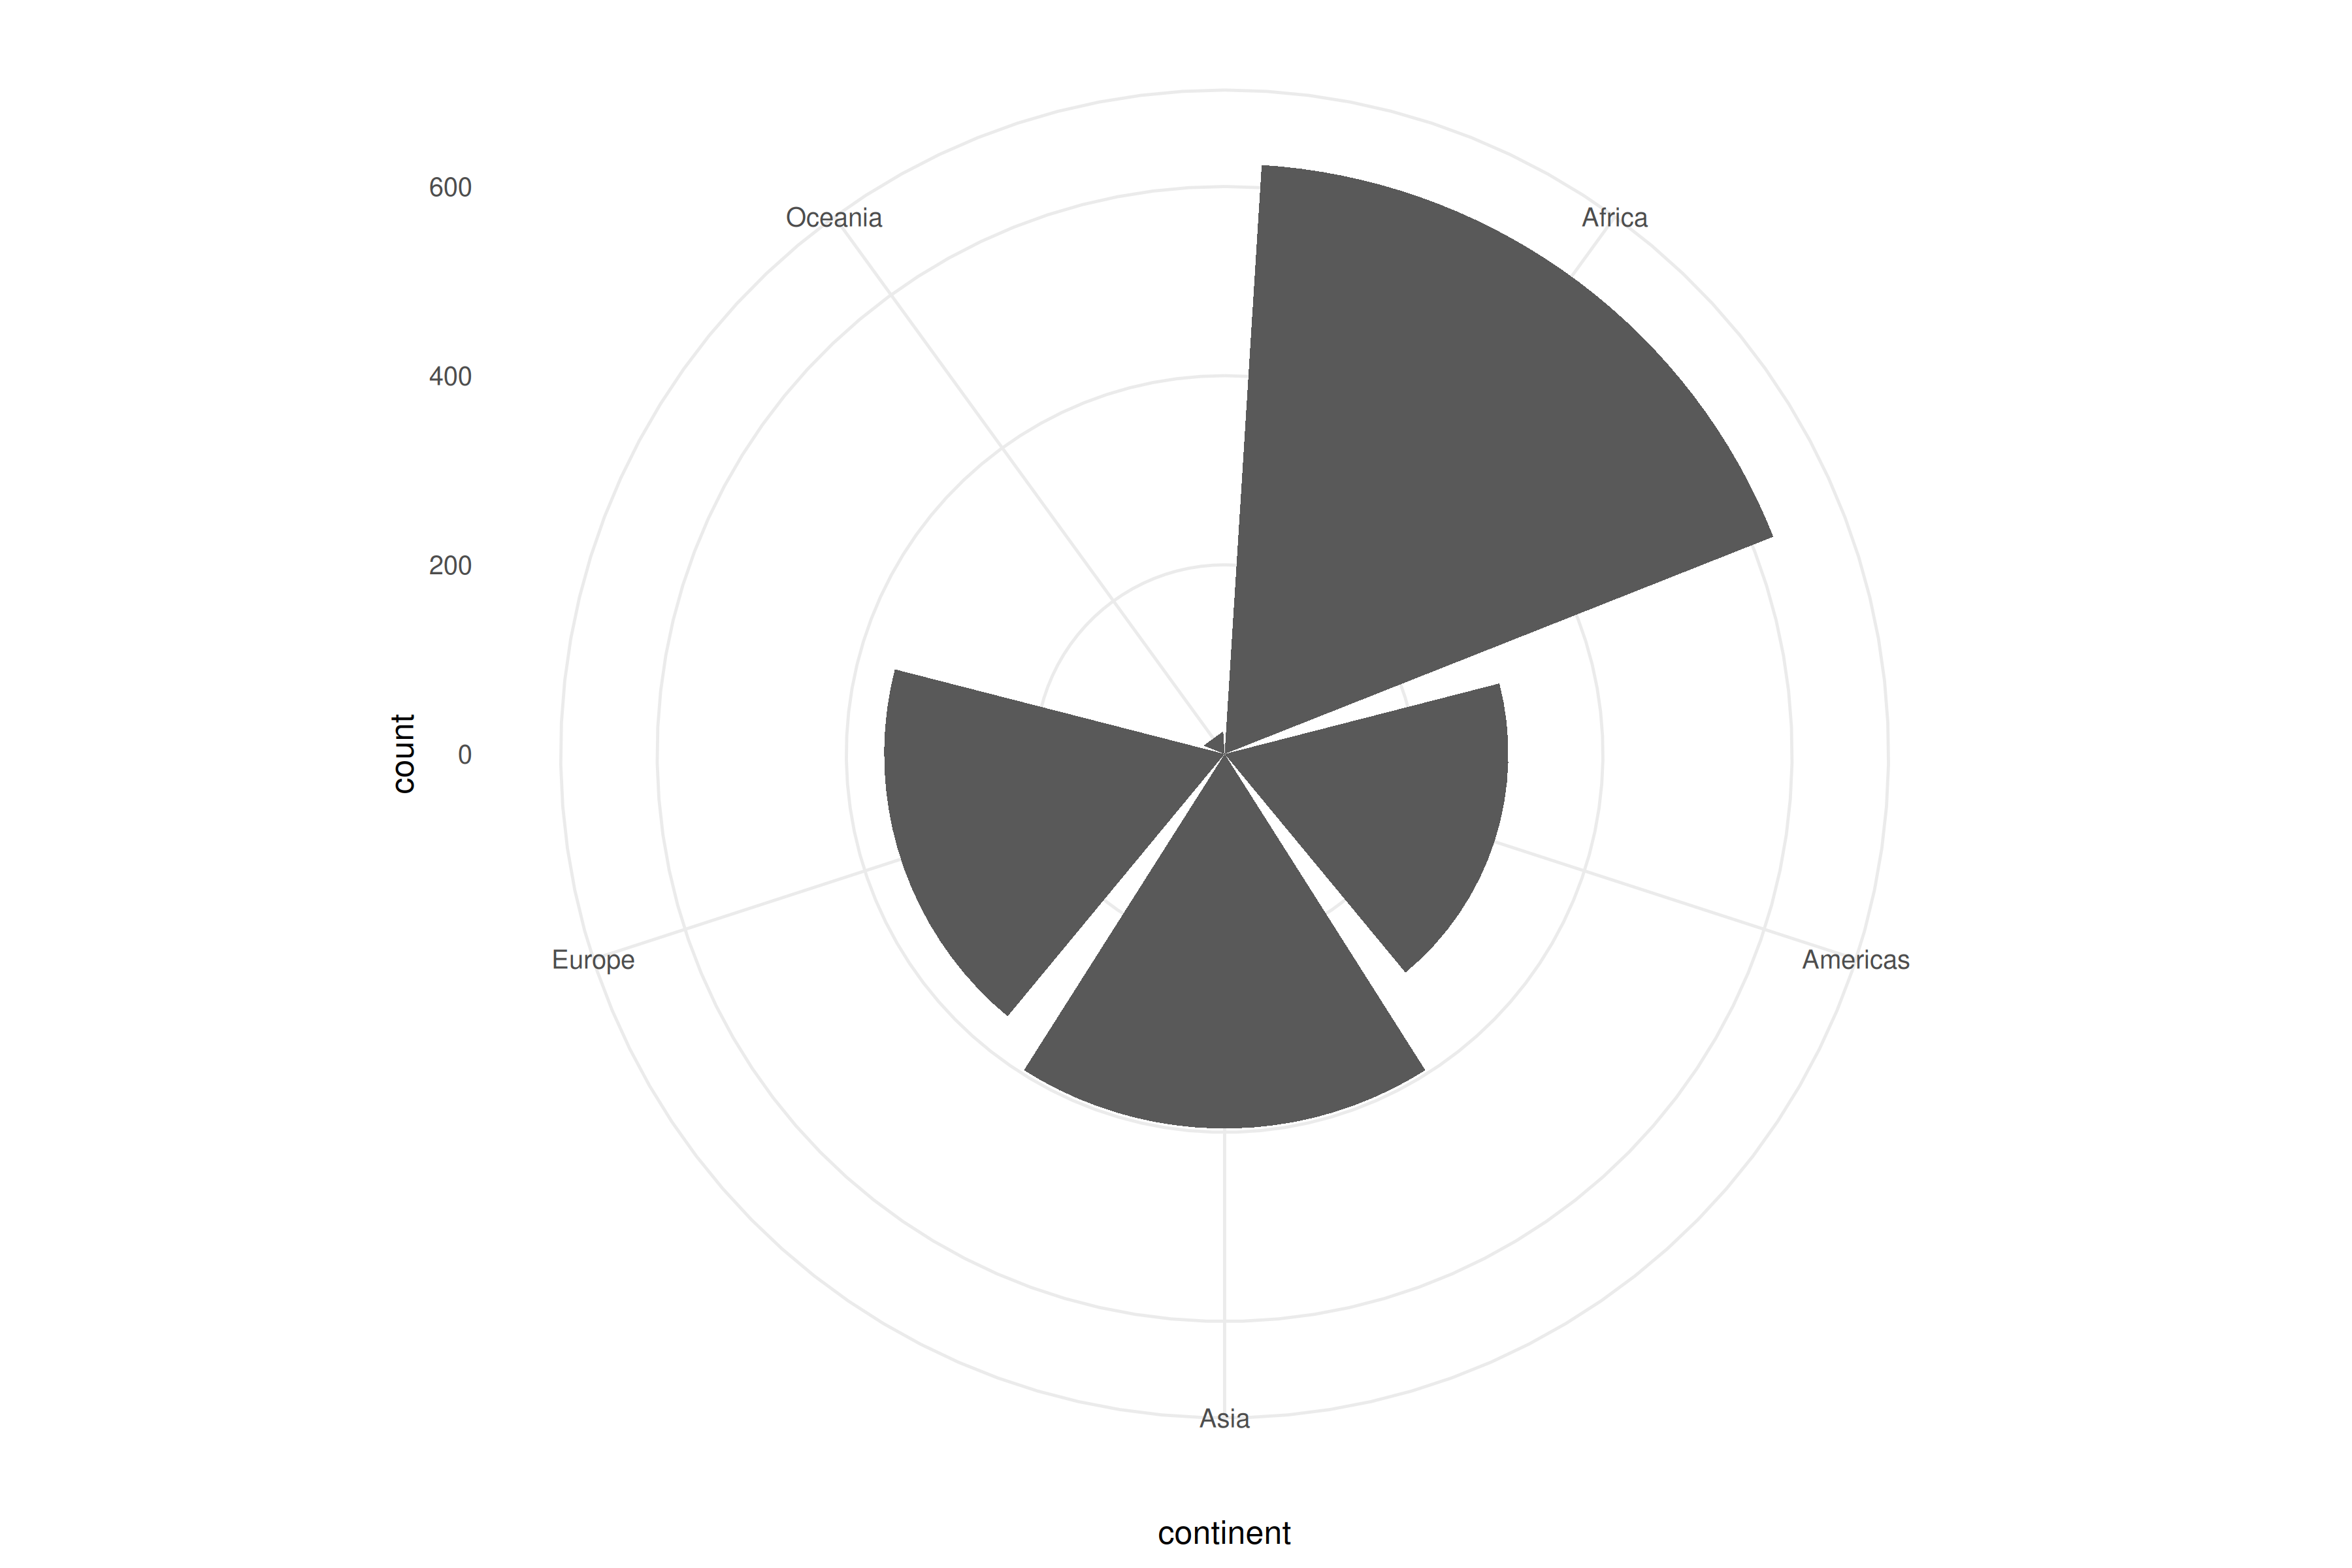 600
Oceania
Africa
400
200
count
0
Europe
Americas
Asia
continent